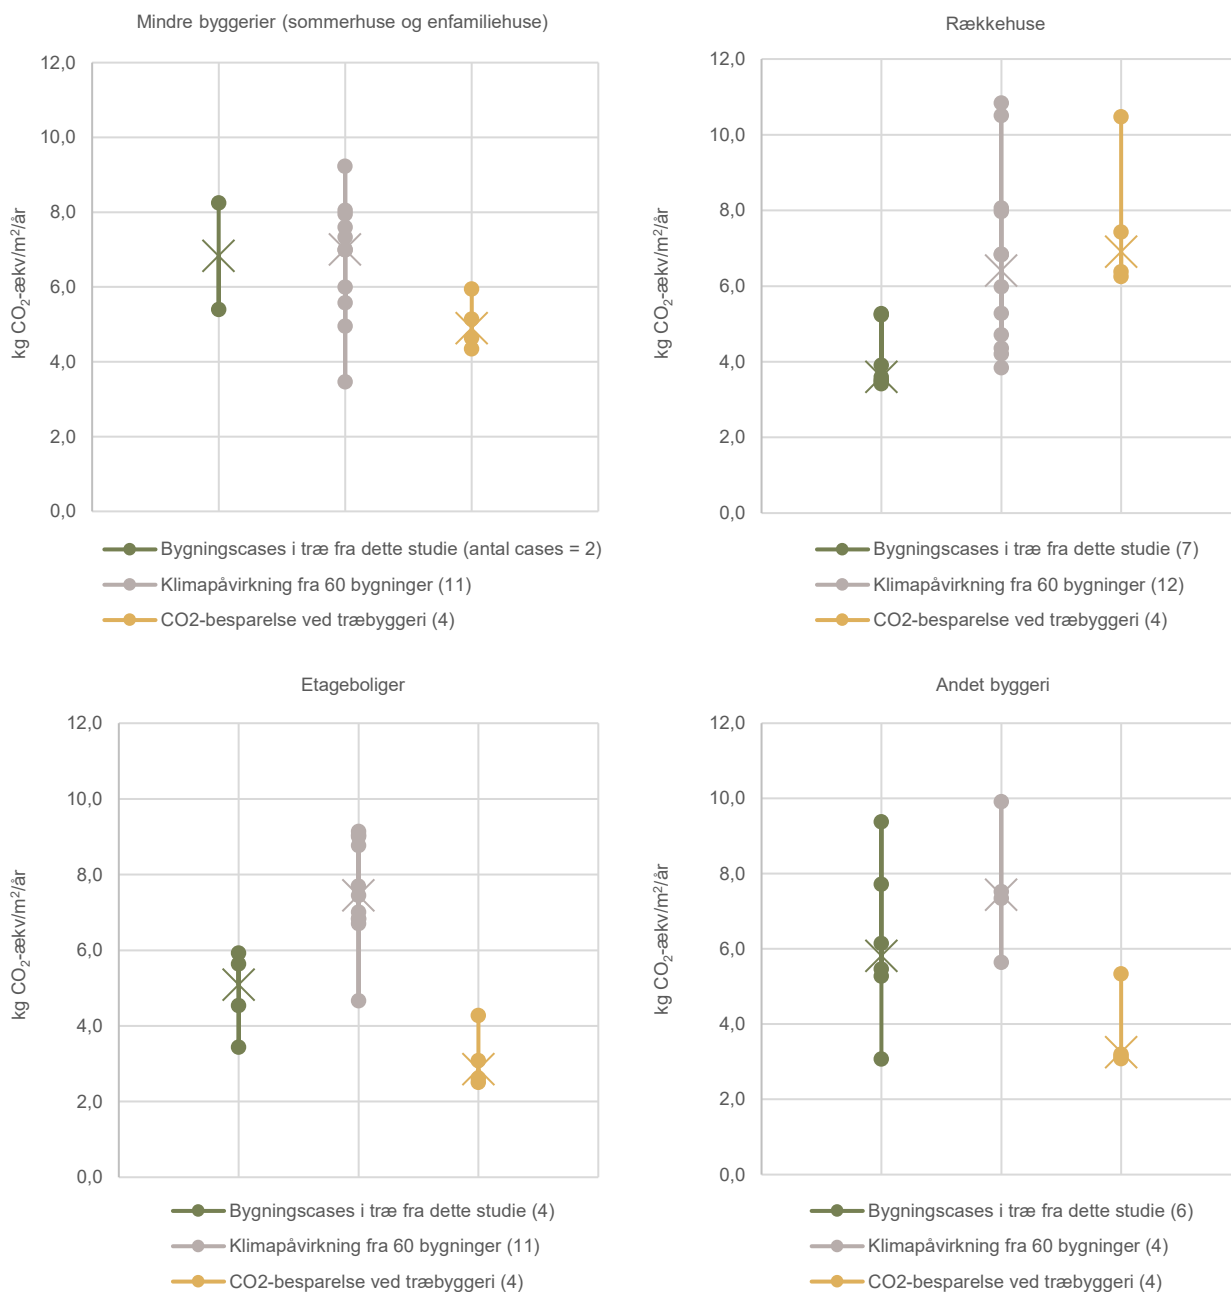 Mindre byggerier (sommerhuse og enfamiliehuse)
kg CO₂-ækv/m²/år
12,0
10,0
8,0
6,0
4,0
2,0
0,0
Bygningscases i træ fra dette studie (antal cases = 2)
Klimapåvirkning fra 60 bygninger (11)
CO2-besparelse ved træbyggeri (4)
Rækkehuse
kg CO₂-ækv/m²/år
12,0
10,0
8,0
6,0
4,0
2,0
0,0
Bygningscases i træ fra dette studie (7)
Klimapåvirkning fra 60 bygninger (12)
CO2-besparelse ved træbyggeri (4)
Etageboliger
kg CO₂-ækv/m²/år
12,0
10,0
8,0
6,0
4,0
2,0
0,0
Bygningscases i træ fra dette studie (4)
Klimapåvirkning fra 60 bygninger (11)
CO2-besparelse ved træbyggeri (4)
Andet byggeri
kg CO₂-ækv/m²/år
12,0
10,0
8,0
6,0
4,0
2,0
0,0
Bygningscases i træ fra dette studie (6)
Klimapåvirkning fra 60 bygninger (4)
CO2-besparelse ved træbyggeri (4)